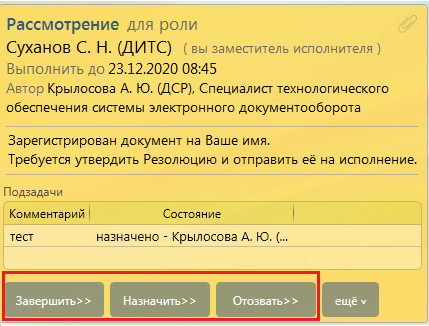 Рассмотрение для роли
Суханов С. Н. (ДИТС) ( вы заместитель исполнителя )
Выполнить до 23.12.2020 08:45
Автор Крылосова А. Ю. (ДСР), Специалист технологического
обеспечения системы электронного документооборота
Зарегистрирован документ на Ваше имя.
Требуется утвердить Резолюцию и отправить её на исполнение.
Подзадачи
Комментарий Состояние
тест назначено - Крылосова А. Ю. (...
Завершить>> Назначить>> Отозвать>> ещё v